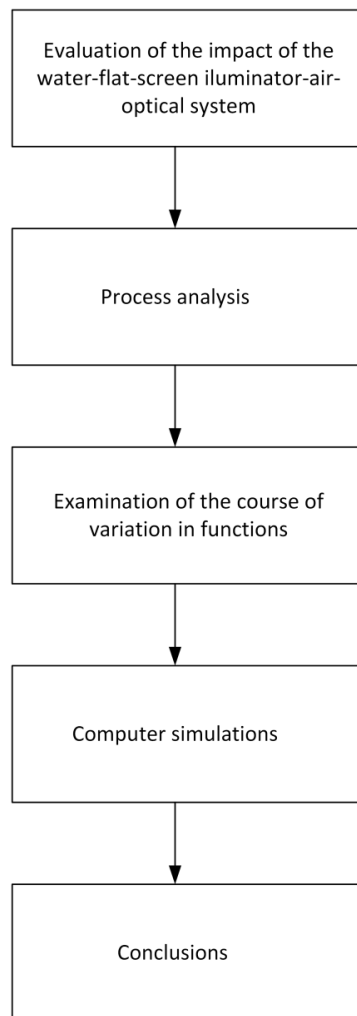 Evaluation of the impact of the
water-flat-screen iluminator-air-
optical system
Process analysis
Examination of the course of
variation in functions
Computer simulations
Conclusions